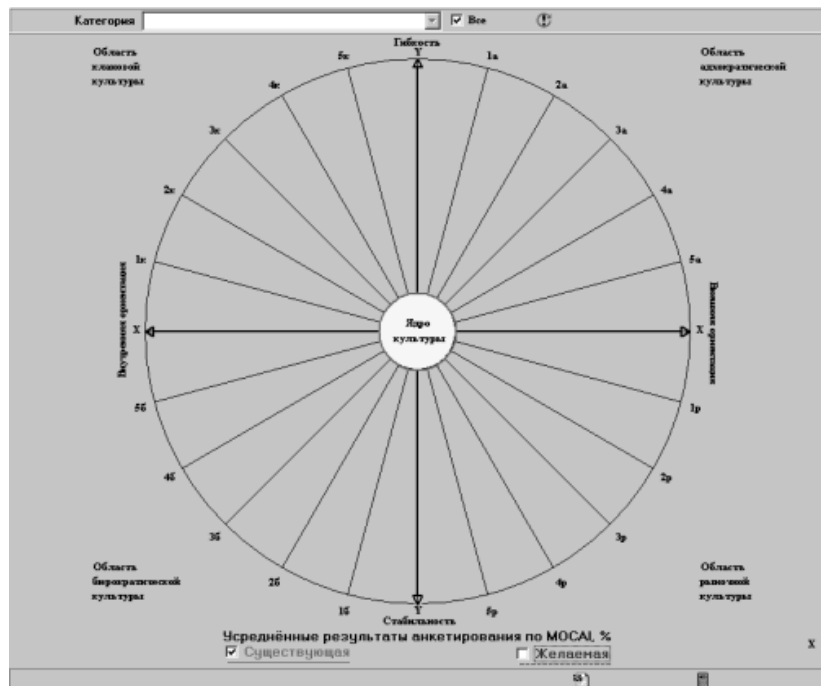 Категория
Все
Область
клановой
культуры
Гибкость
Y
Область
адхократической
культуры
5к
1а
4к
2а
3к
3а
2к
4а
1к
5а
Внутренняя ориентация
X
Ядро
культуры
X
Внешняя ориентация
5б
1р
4б
2р
3б
3р
2б
4р
1б
5р
Область
бюрократической
культуры
Y
Стабильность
Область
рыночной
культуры
Усреднённые результаты анкетирования по MOCAI, %
X
Существующая
Желаемая